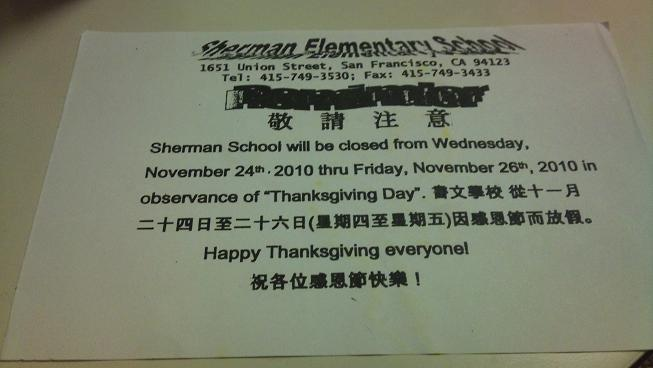 Sherman Elementary School
1651 Union Street, San Francisco, CA 94123
Tel: 415-749-3530; Fax: 415-749-3433
Reminder
敬請注意
Sherman School will be closed from Wednesday,
November 24th, 2010 thru Friday, November 26th, 2010 in
observance of “Thanksgiving Day”. 書文學校 從十一月
二十四日至二十六日(星期四至星期五)因感恩節而放假。
Happy Thanksgiving everyone!
祝各位感恩節快樂！